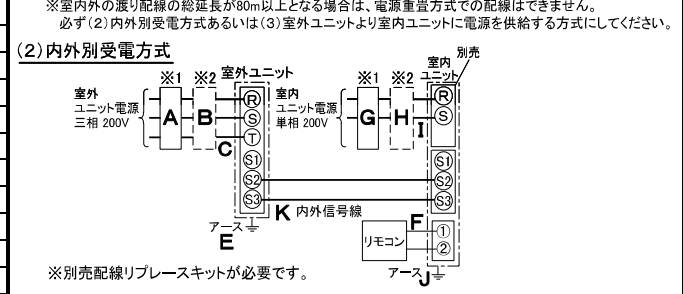 ※室内外の渡り配線の総延長が80m以上となる場合は、電源重畳方式での配線はできません。
必ず(2)内外別受電方式あるいは(3)室外ユニットより室内ユニットに電源を供給する方式にしてください。
(2)内外別受電方式
※1 ※2 室外ユニット
室外
ユニット電源
三相 200V
A B
C
R
S
T
S1
S2
S3
アース
E
K 内外信号線
※1 ※2 室内
ユニット
別売
室内
ユニット電源
単相 200V
G H
I
R
S
S1
S2
S3
F
リモコン
1
2
アース J
※別売配線リプレースキットが必要です。